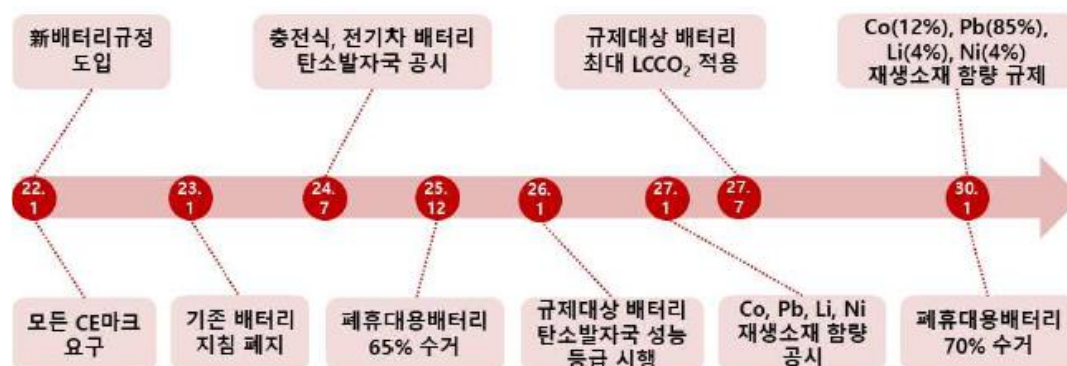 新배터리규정
도입
충전식, 전기차 배터리
탄소발자국 공시
규제대상 배터리
최대 LCCO₂ 적용
Co(12%), Pb(85%),
Li(4%), Ni(4%)
재생소재 함량 규제
22.
1
23.
1
24.
7
25.
12
26.
1
27.
1
27.
7
30.
1
모든 CE마크
요구
기존 배터리
지침 폐지
폐휴대용배터리
65% 수거
규제대상 배터리
탄소발자국 성능
등급 시행
Co, Pb, Li, Ni
재생소재 함량
공시
폐휴대용배터리
70% 수거